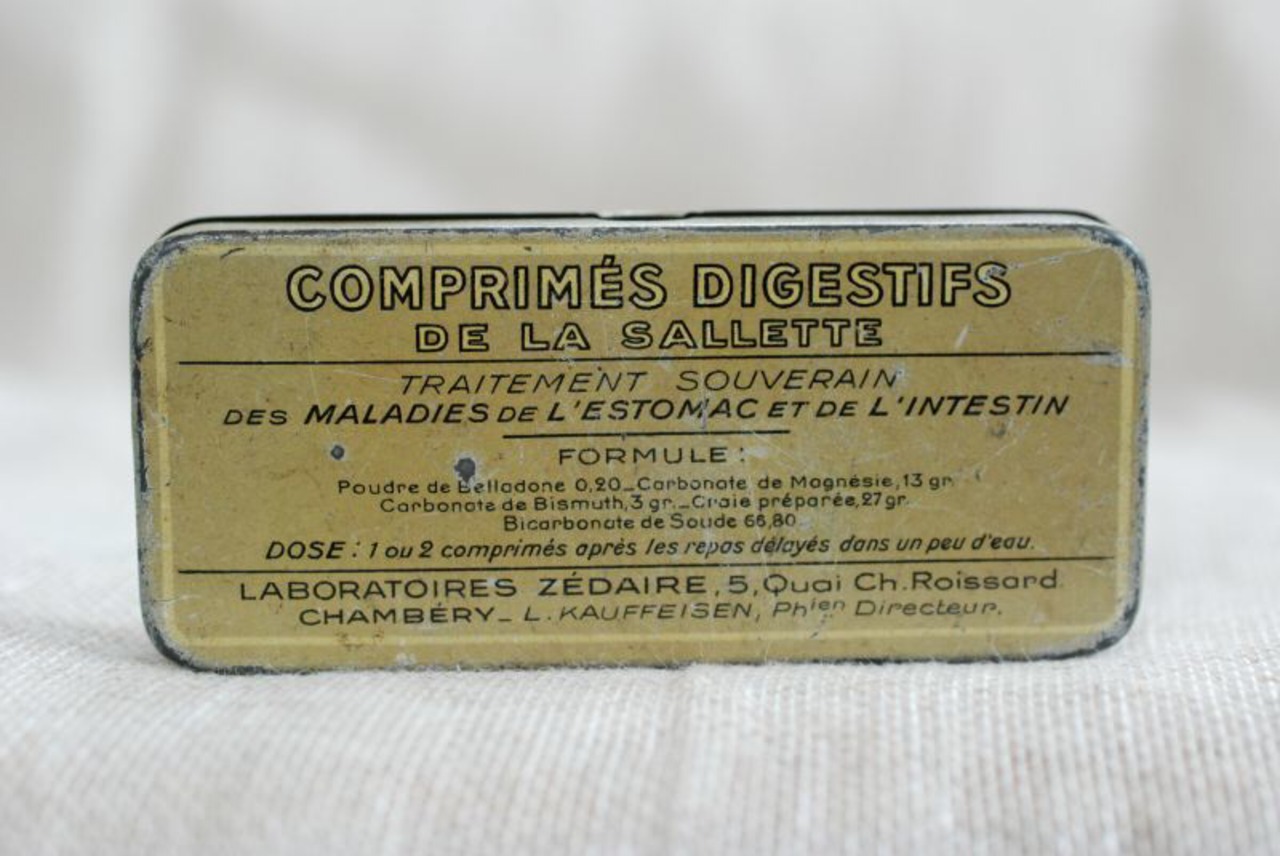 COMPRIMÉS DIGESTIFS
DE LA SALLETTE
TRAITEMENT SOUVERAIN
DES MALADIES DE L'ESTOMAC ET DE L'INTESTIN
FORMULE :
Poudre de Belladone 0,20_Carbonate de Magnésie,13 gr.
Carbonate de Bismuth,3 gr._Craie préparée,27gr.
Bicarbonate de Soude 66,80
DOSE : 1 ou 2 comprimés après les repas délayés dans un peu d'eau.
LABORATOIRES ZÉDAIRE,5,Quai Ch.Roissard
CHAMBÉRY_ L.KAUFFEISEN, Phien Directeur.